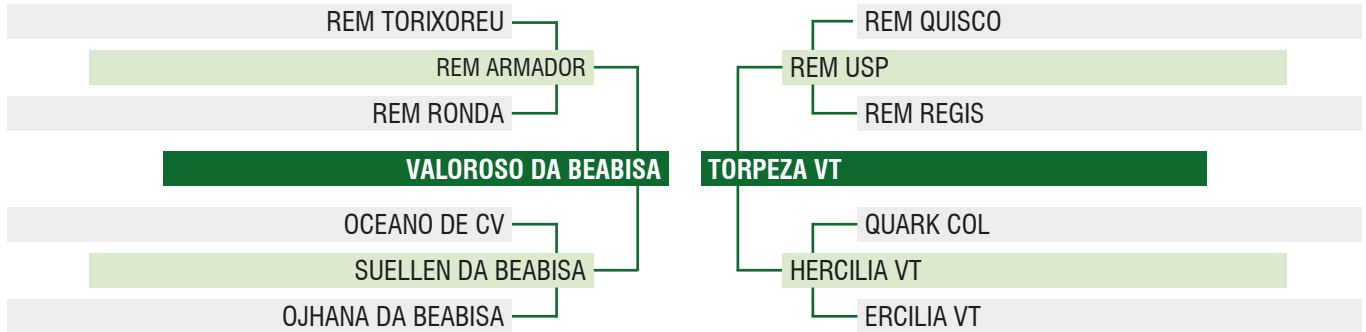 REM TORIXOREU
REM QUISCO
REM ARMADOR
REM USP
REM RONDA
REM REGIS
VALOROSO DA BEABISA
TORPEZA VT
OCEANO DE CV
QUARK COL
SUELLEN DA BEABISA
HERCILIA VT
OJHANA DA BEABISA
ERCILIA VT